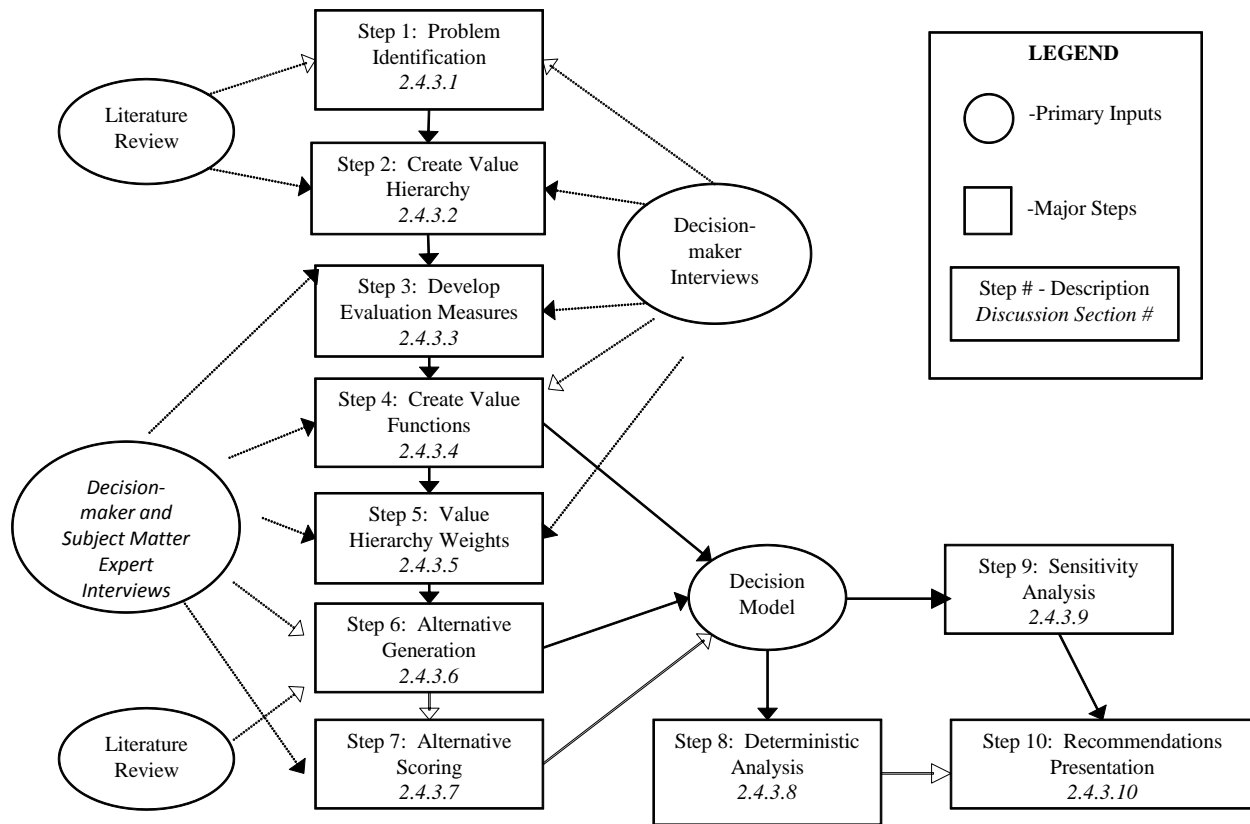 Step 1:  Problem
Identification
2.4.3.1
Literature
Review
Step 2:  Create Value
Hierarchy
2.4.3.2
Decision-
maker
Interviews
Step 3:  Develop
Evaluation Measures
2.4.3.3
Step 4:  Create Value
Functions
2.4.3.4
Decision-
maker and
Subject Matter
Expert
Interviews
Step 5:  Value
Hierarchy Weights
2.4.3.5
Step 6:  Alternative
Generation
2.4.3.6
Literature
Review
Step 7:  Alternative
Scoring
2.4.3.7
Decision
Model
Step 8:  Deterministic
Analysis
2.4.3.8
Step 9:  Sensitivity
Analysis
2.4.3.9
Step 10:  Recommendations
Presentation
2.4.3.10
LEGEND
-Primary Inputs
-Major Steps
Step # - Description
Discussion Section #